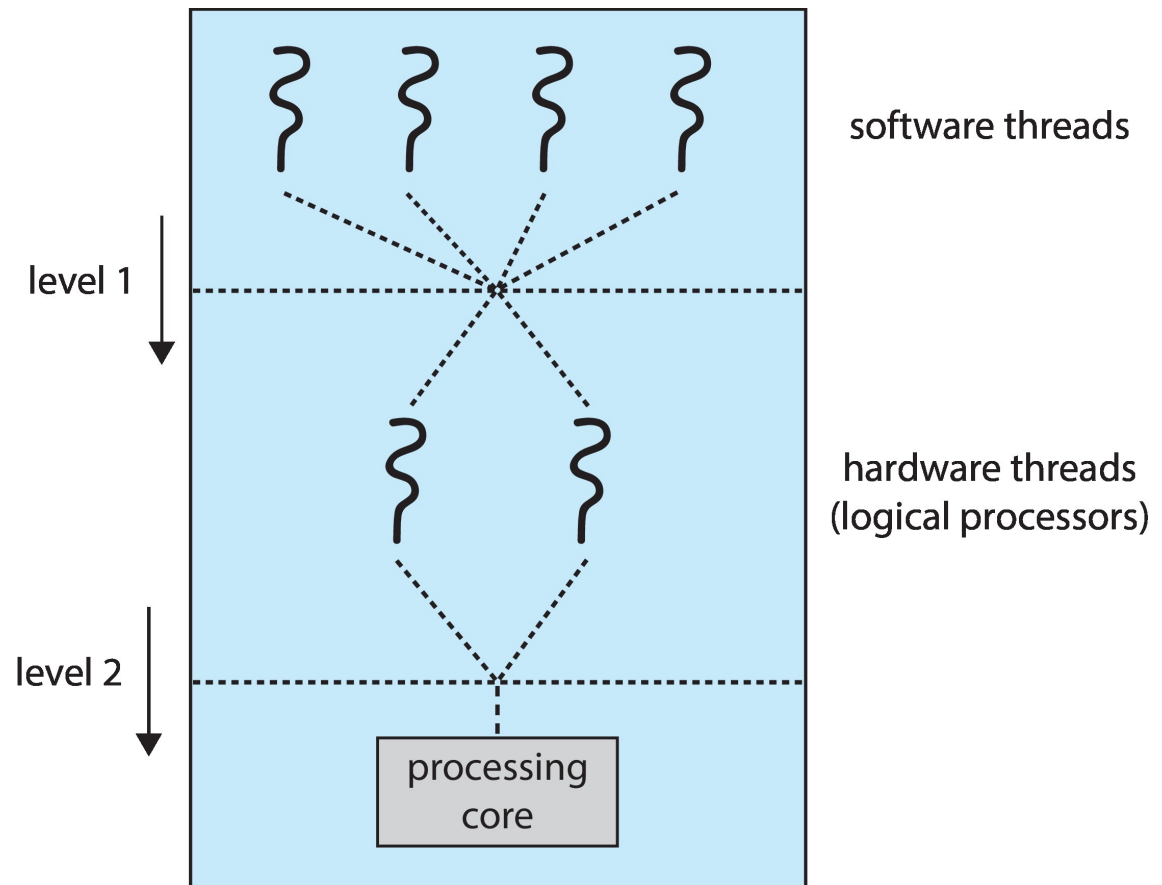 software threads
level 1
hardware threads
(logical processors)
level 2
processing
core